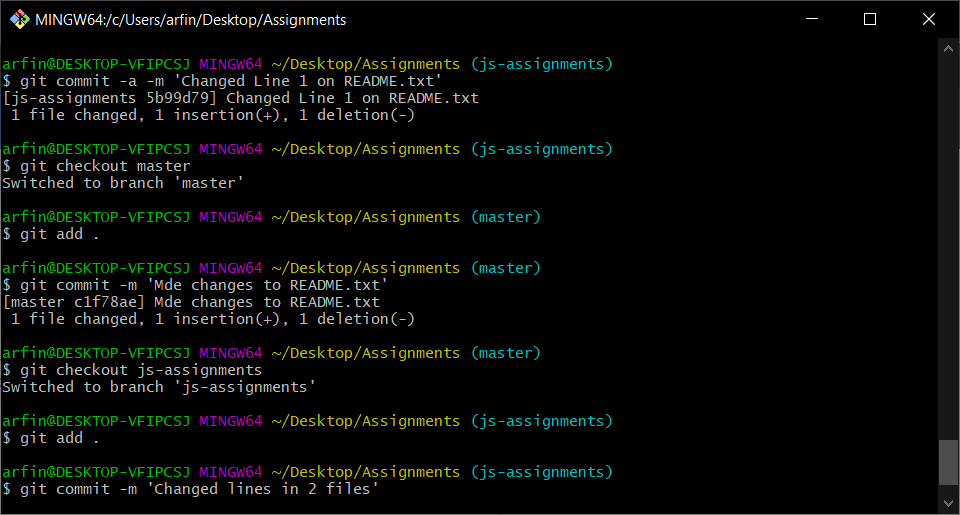 MINGW64:/c/Users/arfin/Desktop/Assignments
arfin@DESKTOP-VFIPCSJ MINGW64 ~/Desktop/Assignments (js-assignments)
$ git commit -a -m 'Changed Line 1 on README.txt'
[js-assignments 5b99d79] Changed Line 1 on README.txt
 1 file changed, 1 insertion(+), 1 deletion(-)
arfin@DESKTOP-VFIPCSJ MINGW64 ~/Desktop/Assignments (js-assignments)
$ git checkout master
Switched to branch 'master'
arfin@DESKTOP-VFIPCSJ MINGW64 ~/Desktop/Assignments (master)
$ git add .
arfin@DESKTOP-VFIPCSJ MINGW64 ~/Desktop/Assignments (master)
$ git commit -m 'Mde changes to README.txt'
[master c1f78ae] Mde changes to README.txt
 1 file changed, 1 insertion(+), 1 deletion(-)
arfin@DESKTOP-VFIPCSJ MINGW64 ~/Desktop/Assignments (master)
$ git checkout js-assignments
Switched to branch 'js-assignments'
arfin@DESKTOP-VFIPCSJ MINGW64 ~/Desktop/Assignments (js-assignments)
$ git add .
arfin@DESKTOP-VFIPCSJ MINGW64 ~/Desktop/Assignments (js-assignments)
$ git commit -m 'Changed lines in 2 files'